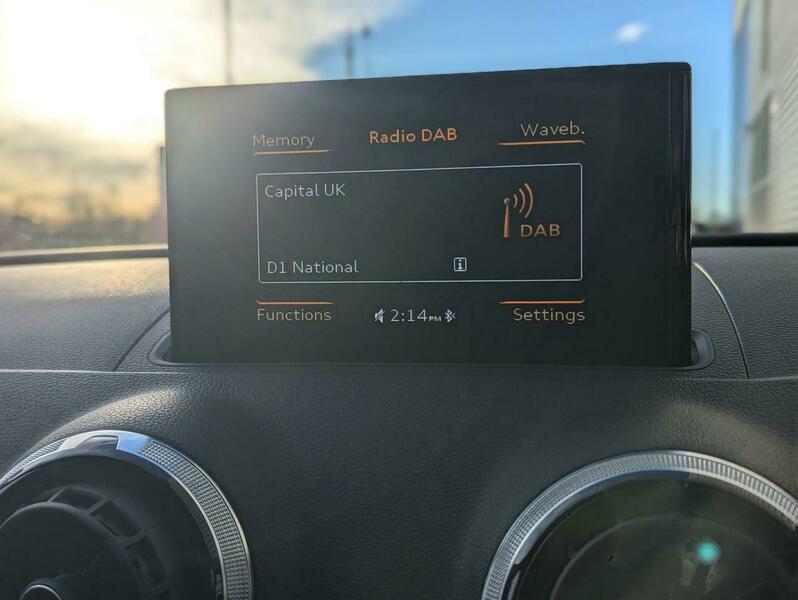 Memory
Radio DAB
Waveb.
Capital UK
DAB
D1 National
Functions
2:14PM
Settings